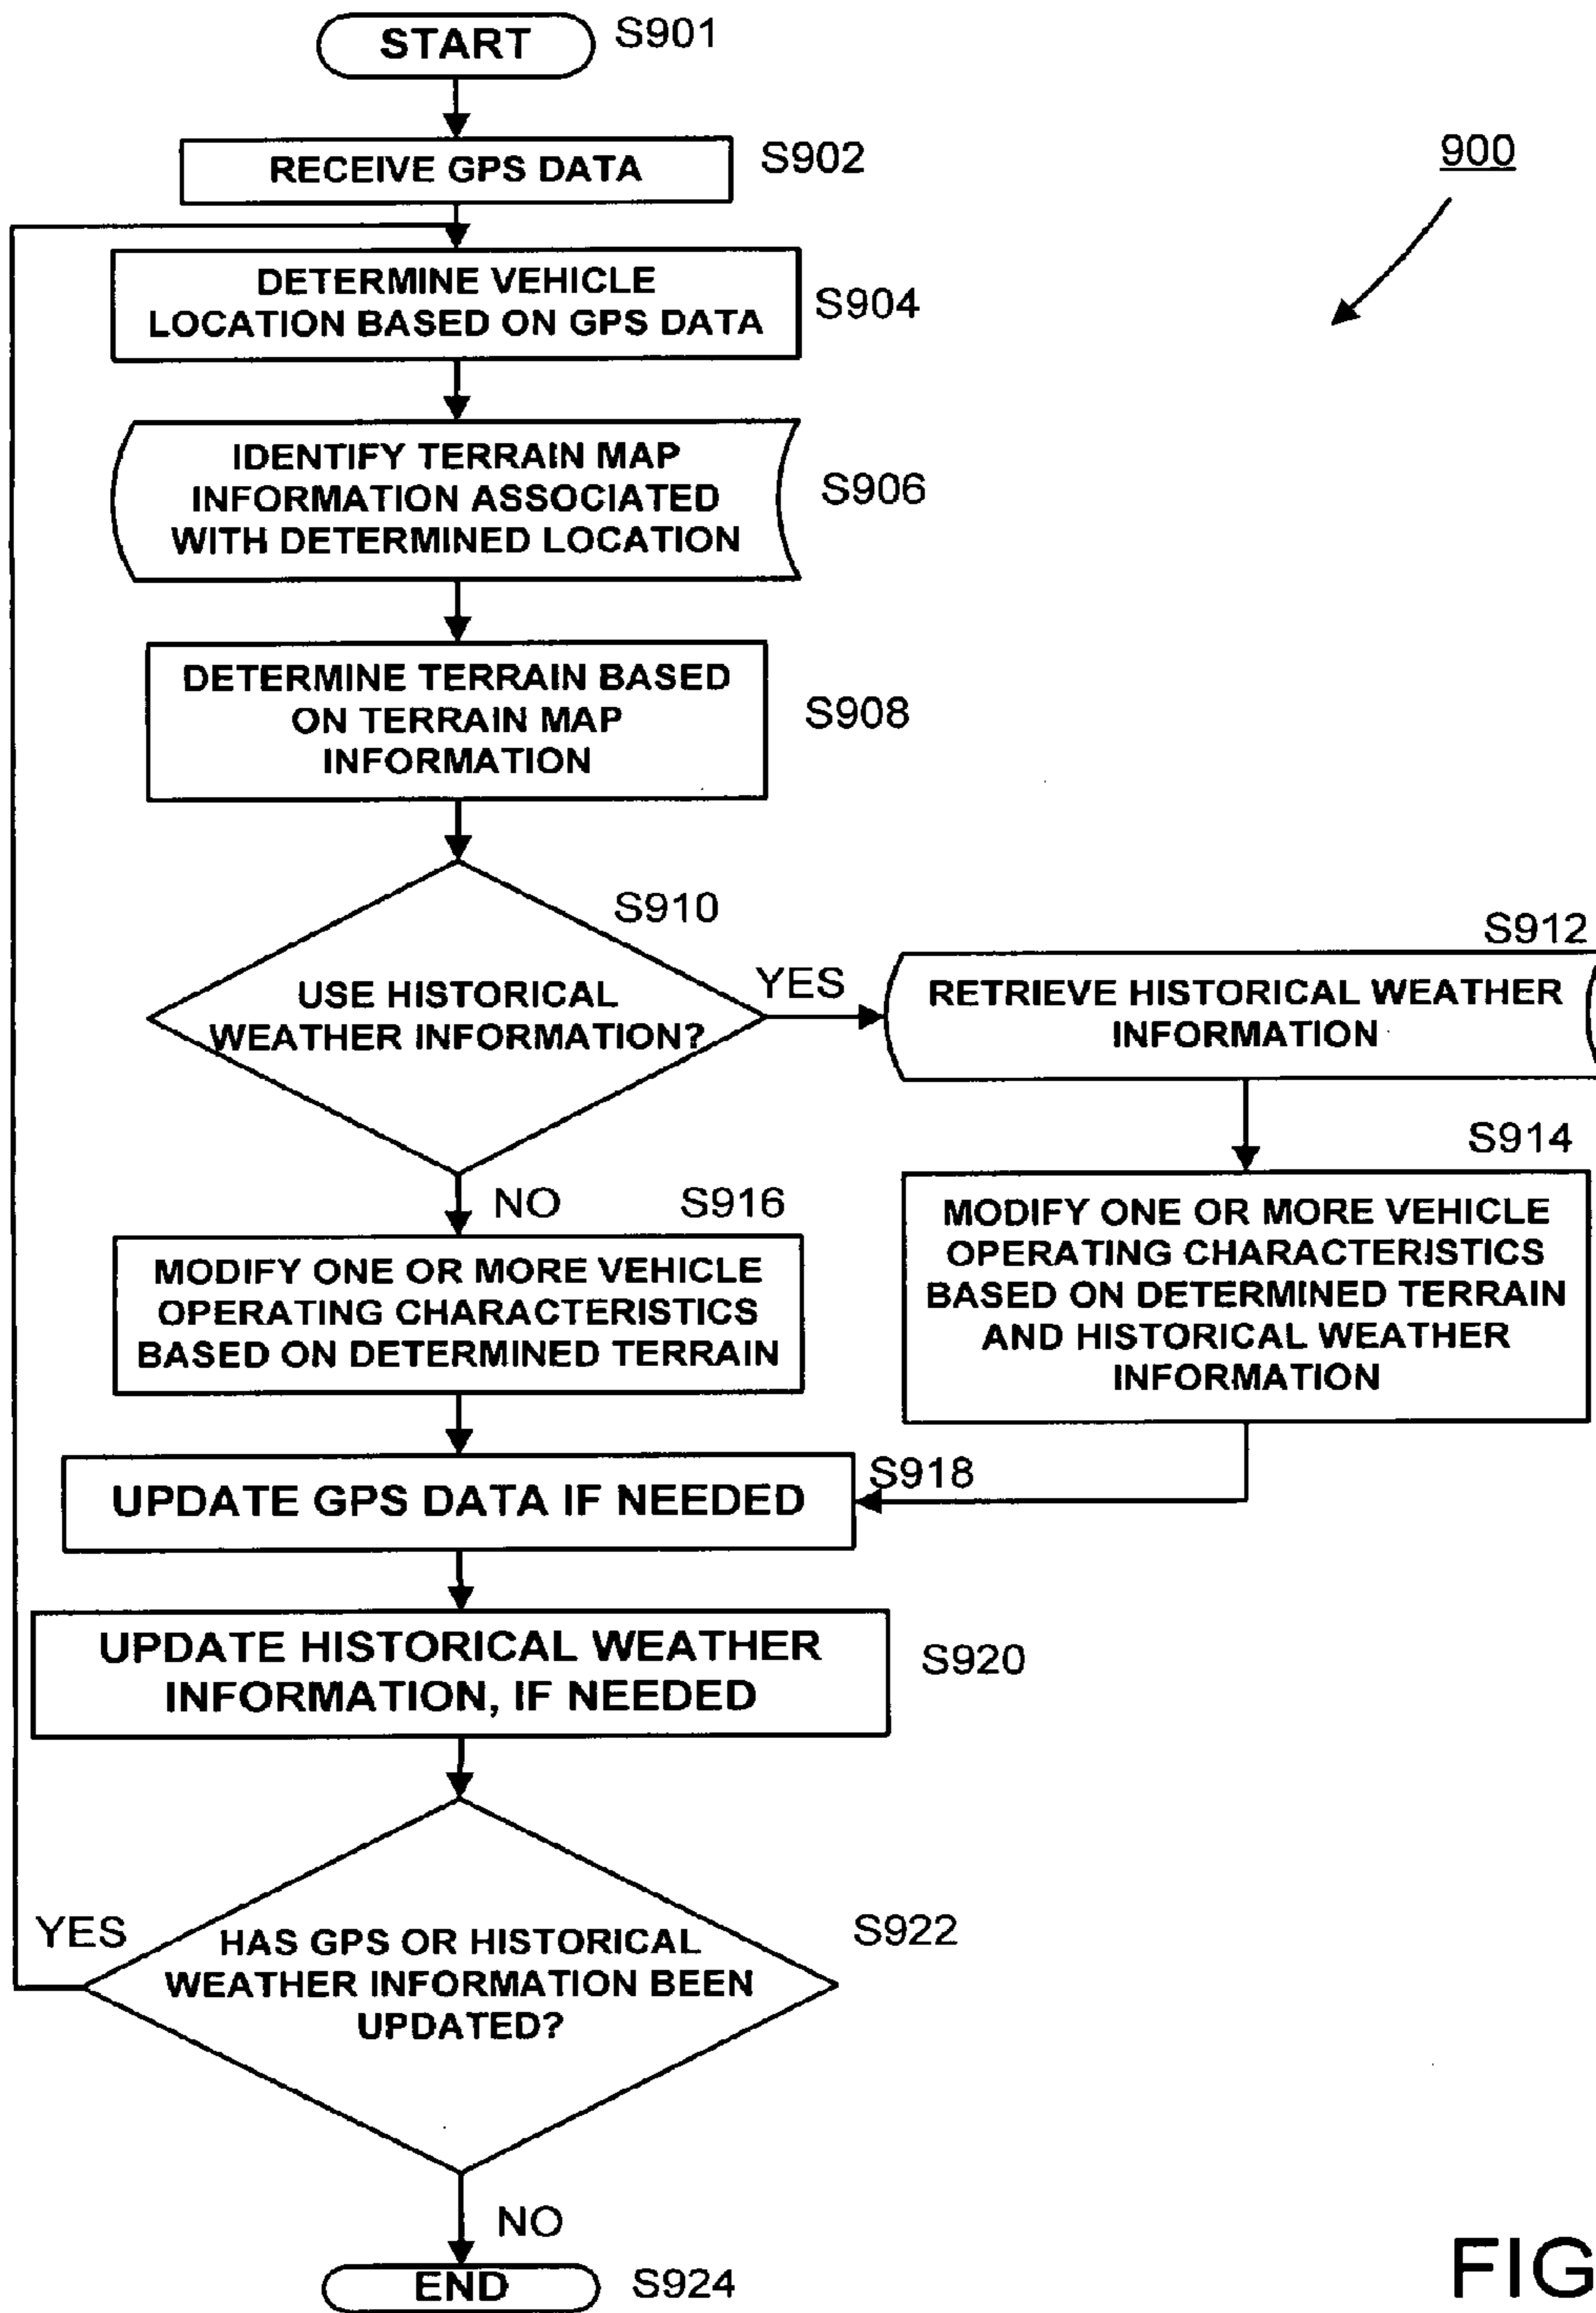 START
S901
RECEIVE GPS DATA
S902
900
DETERMINE VEHICLE
LOCATION BASED ON GPS DATA
S904
IDENTIFY TERRAIN MAP
INFORMATION ASSOCIATED
WITH DETERMINED LOCATION
S906
DETERMINE TERRAIN BASED
ON TERRAIN MAP
INFORMATION
S908
S910
USE HISTORICAL
WEATHER INFORMATION?
YES
S912
RETRIEVE HISTORICAL WEATHER
INFORMATION
S914
MODIFY ONE OR MORE VEHICLE
OPERATING CHARACTERISTICS
BASED ON DETERMINED TERRAIN
AND HISTORICAL WEATHER
INFORMATION
NO
S916
MODIFY ONE OR MORE VEHICLE
OPERATING CHARACTERISTICS
BASED ON DETERMINED TERRAIN
UPDATE GPS DATA IF NEEDED
S918
UPDATE HISTORICAL WEATHER
INFORMATION, IF NEEDED
S920
YES
HAS GPS OR HISTORICAL
WEATHER INFORMATION BEEN
UPDATED?
S922
NO
END
S924
FIG